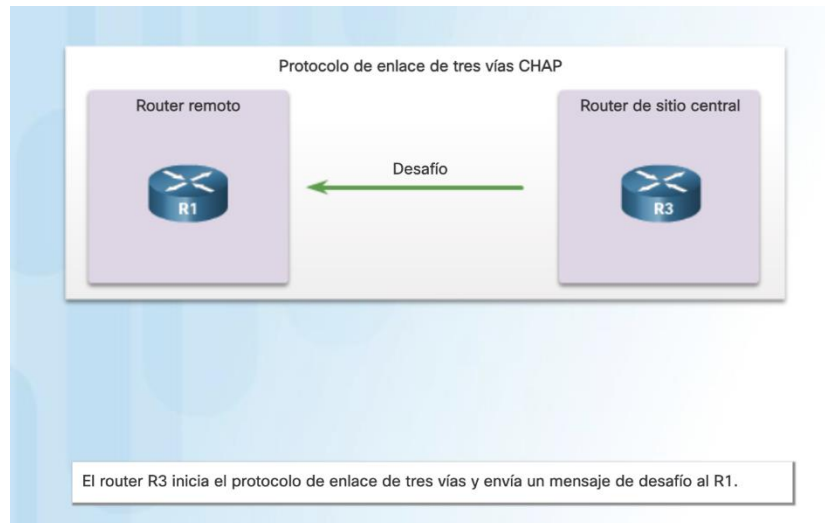 Protocolo de enlace de tres vías CHAP
Router remoto
Router de sitio central
Desafío
R1
R3
El router R3 inicia el protocolo de enlace de tres vías y envía un mensaje de desafío al R1.